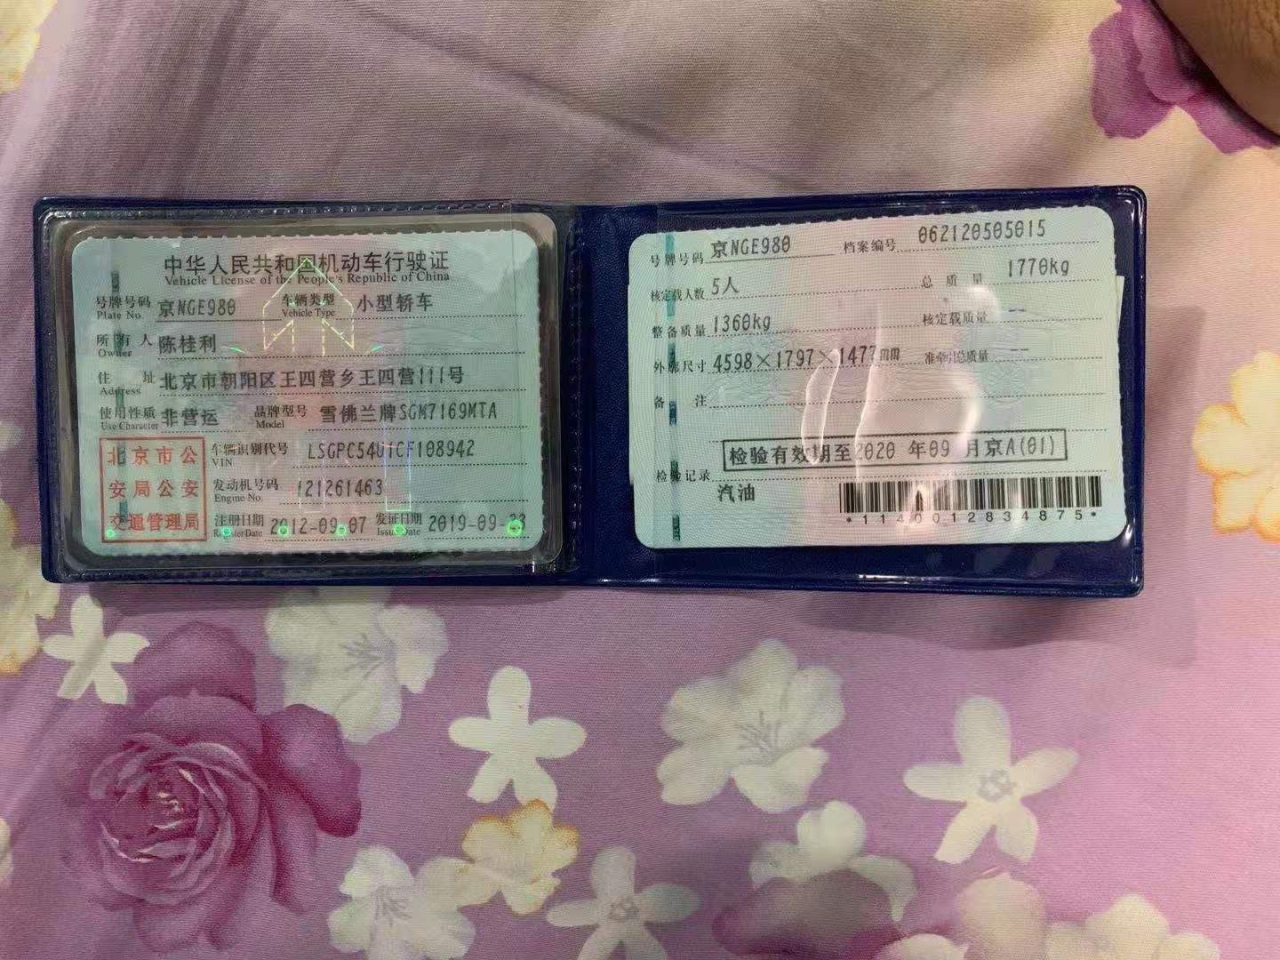 中华人民共和国机动车行驶证
Vehicle License of the People's Republic of China
号牌号码 京NGE980 车辆类型 小型轿车
Plate No. Vehicle Type
所有人 陈桂利
Owner
住址 北京市朝阳区王四营乡王四营111号
Address
使用性质 非营运 品牌型号 雪佛兰牌SGM7169MTA
Use Character Model
北京市公
安局公安
交通管理局
车辆识别代号 LSGPC54U1CF108942
VIN
发动机号码 121261463
Engine No.
注册日期 2012-09-07 发证日期 2019-09-23
Register Date Issue Date
号牌号码 京NGE980 档案编号 062120505015
核定载人数 5人 总质量 1770kg
整备质量 1360kg 核定载质量 --
外廓尺寸 4598×1797×1477mm 准牵引总质量 --
备注
检验有效期至2020 年09 月京A(01)
检验记录
汽油
*1140012834875*